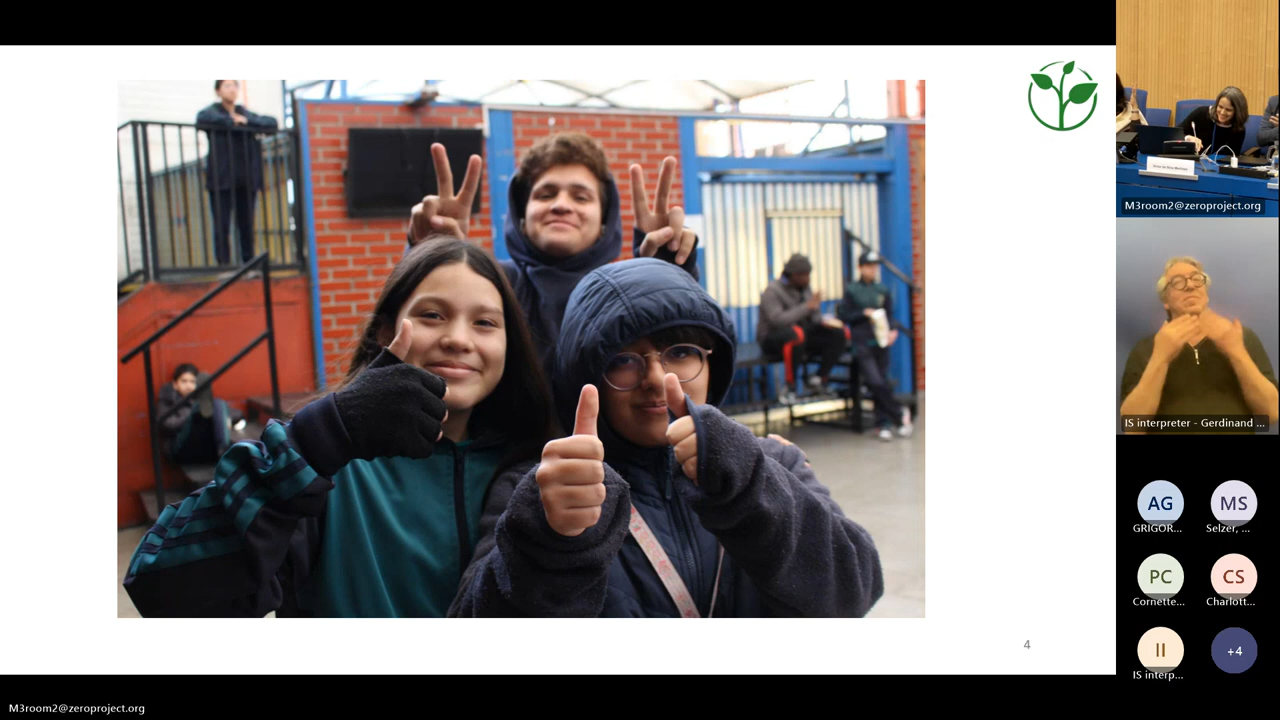 4
M3room2@zeroproject.org
IS interpreter - Gerdinand ...
AG
MS
GRIGOR...
Selzer, ...
PC
CS
Cornette...
Charlott...
II
+4
IS interp...
M3room2@zeroproject.org